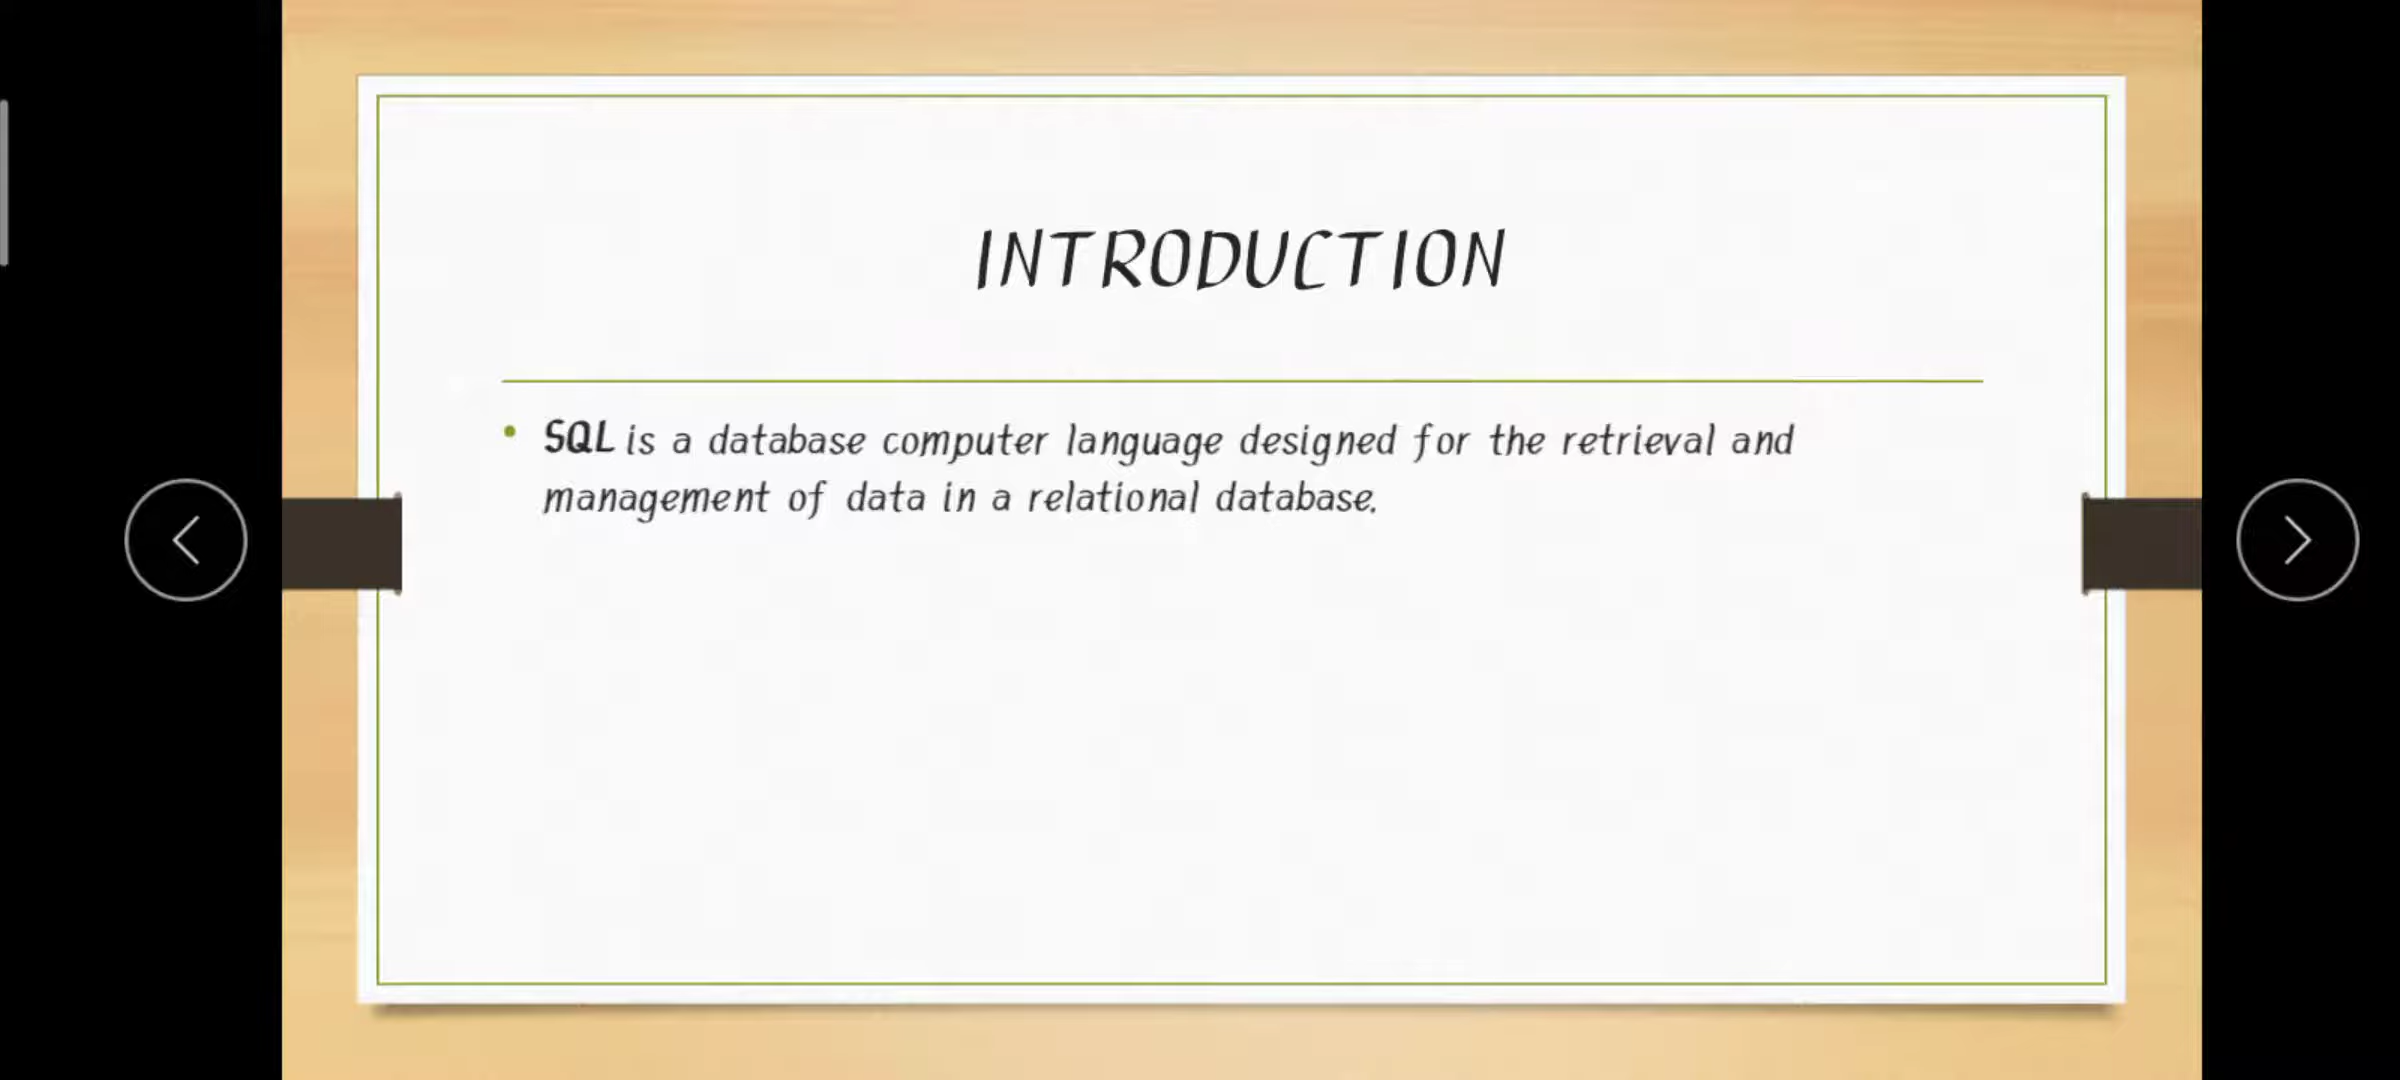 INTRODUCTION
• SQL is a database computer language designed for the retrieval and
management of data in a relational database.